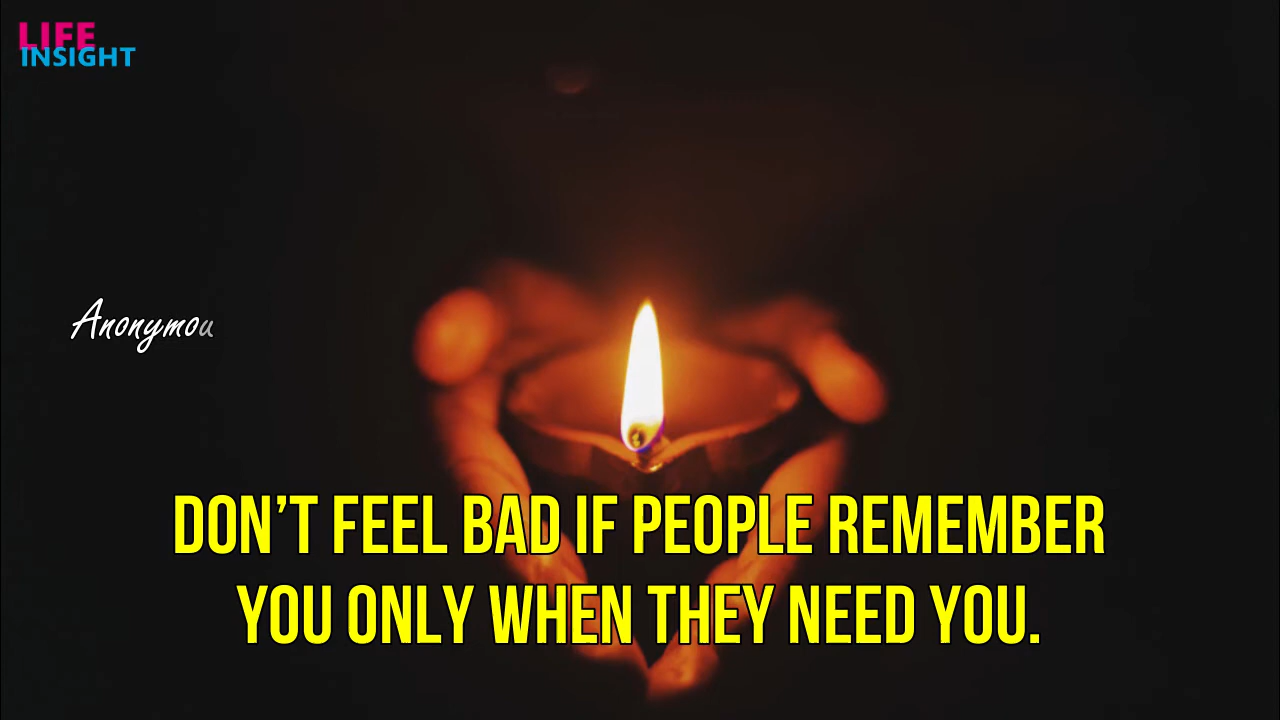 LIFE
INSIGHT
Anonymou
DON'T FEEL BAD IF PEOPLE REMEMBER
YOU ONLY WHEN THEY NEED YOU.